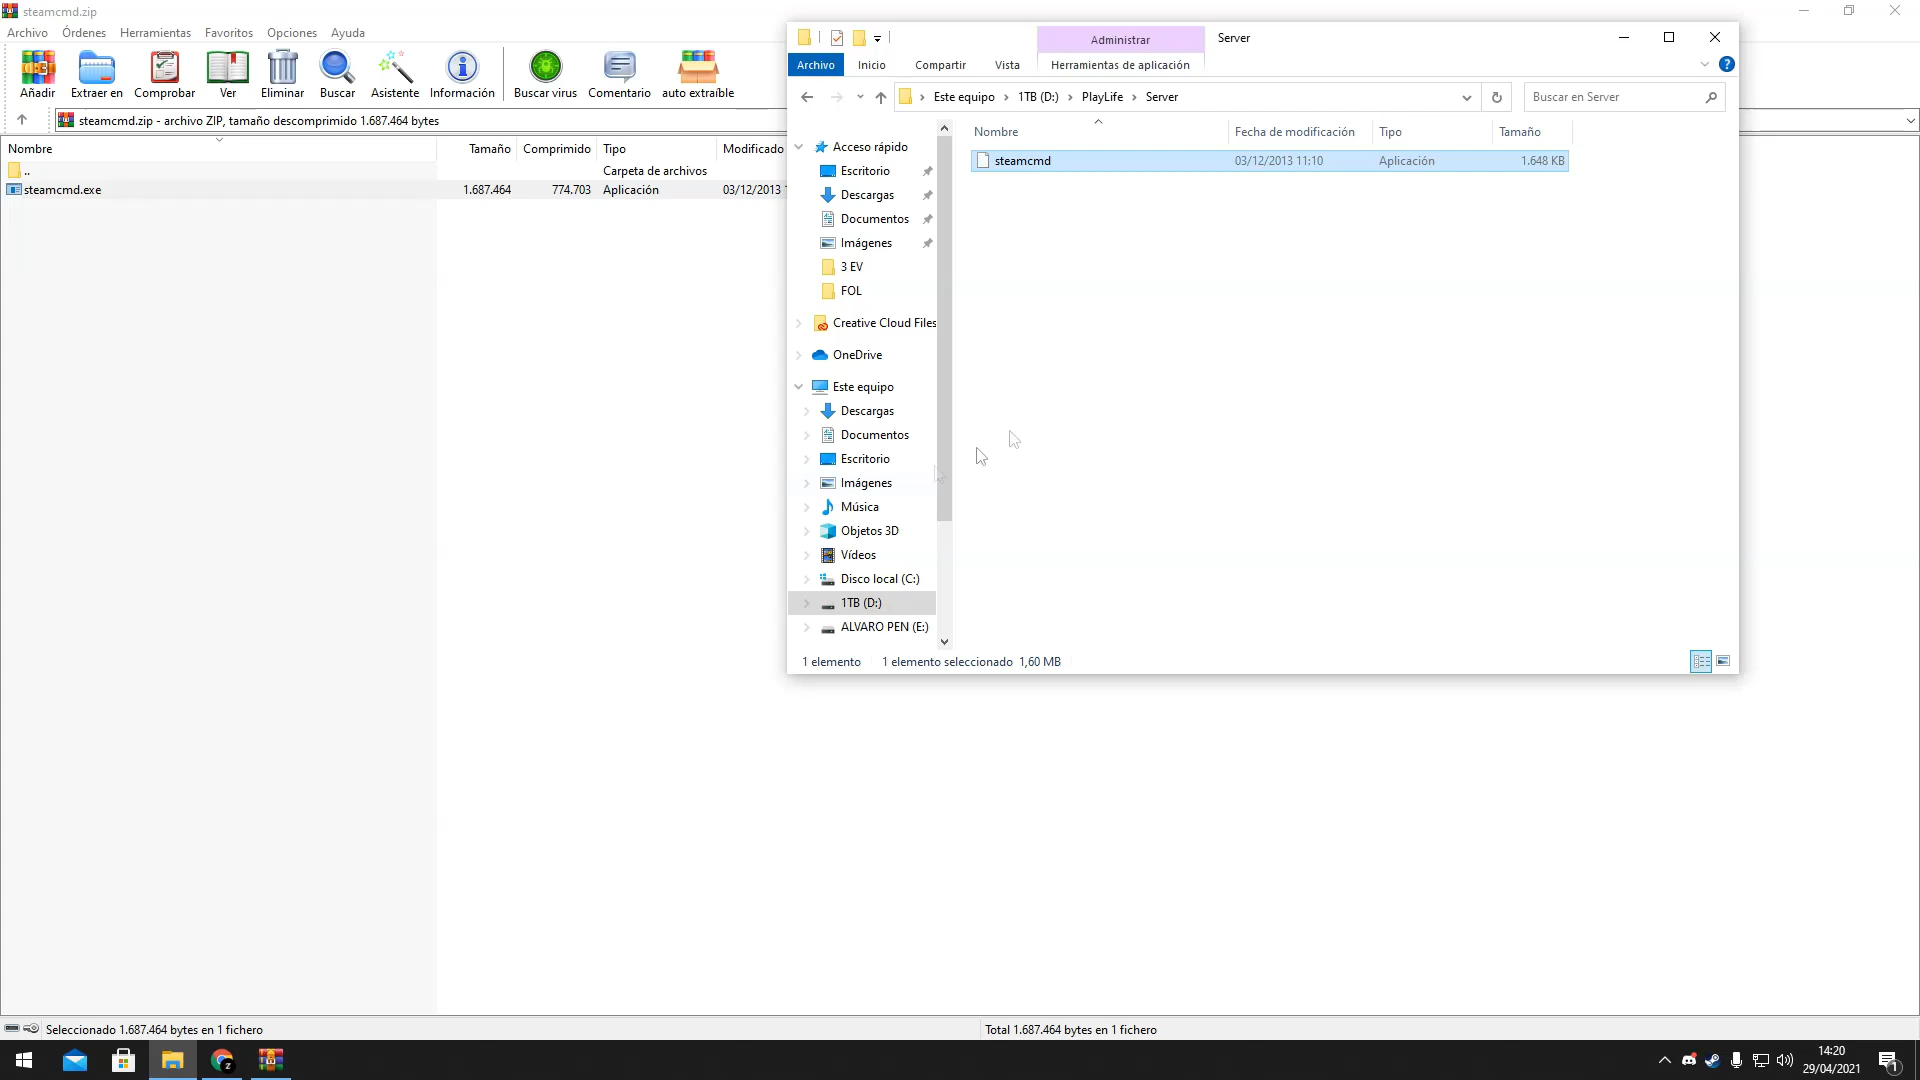 steamcmd.zip
Archivo Órdenes Herramientas Favoritos Opciones Ayuda
Añadir Extraer en Comprobar Ver Eliminar Buscar Asistente Información Buscar virus Comentario auto extraíble
steamcmd.zip - archivo ZIP, tamaño descomprimido 1.687.464 bytes
Nombre Tamaño Comprimido Tipo Modificado
.. Carpeta de archivos
steamcmd.exe 1.687.464 774.703 Aplicación 03/12/2013
Administrar Server
Archivo Inicio Compartir Vista Herramientas de aplicación
Este equipo 1TB (D:) PlayLife Server Buscar en Server
Nombre Fecha de modificación Tipo Tamaño
steamcmd 03/12/2013 11:10 Aplicación 1.648 KB
Acceso rápido
Escritorio
Descargas
Documentos
Imágenes
3 EV
FOL
Creative Cloud Files
OneDrive
Este equipo
Descargas
Documentos
Escritorio
Imágenes
Música
Objetos 3D
Vídeos
Disco local (C:)
1TB (D:)
ALVARO PEN (E:)
1 elemento 1 elemento seleccionado 1,60 MB
Seleccionado 1.687.464 bytes en 1 fichero Total 1.687.464 bytes en 1 fichero
14:20
29/04/2021
1